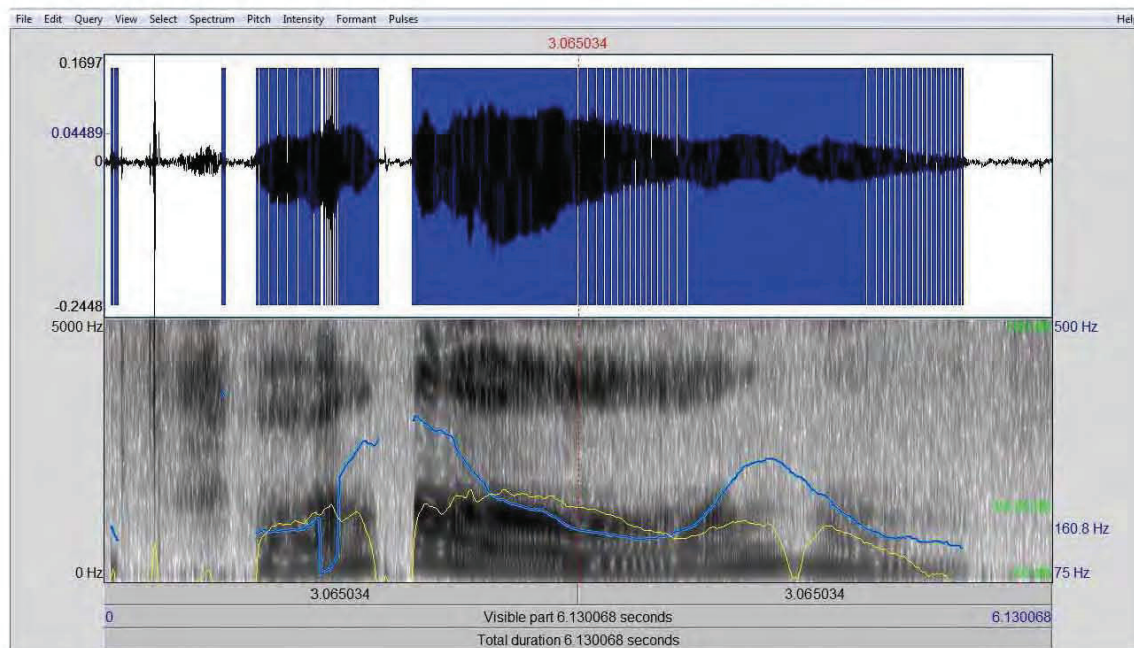 File Edit Query View Select Spectrum Pitch Intensity Formant Pulses Help
3.065034
0.1697
0.04489
0
-0.2448
5000 Hz
500 Hz
160.8 Hz
0 Hz
75 Hz
3.065034 3.065034
0 Visible part 6.130068 seconds 6.130068
Total duration 6.130068 seconds